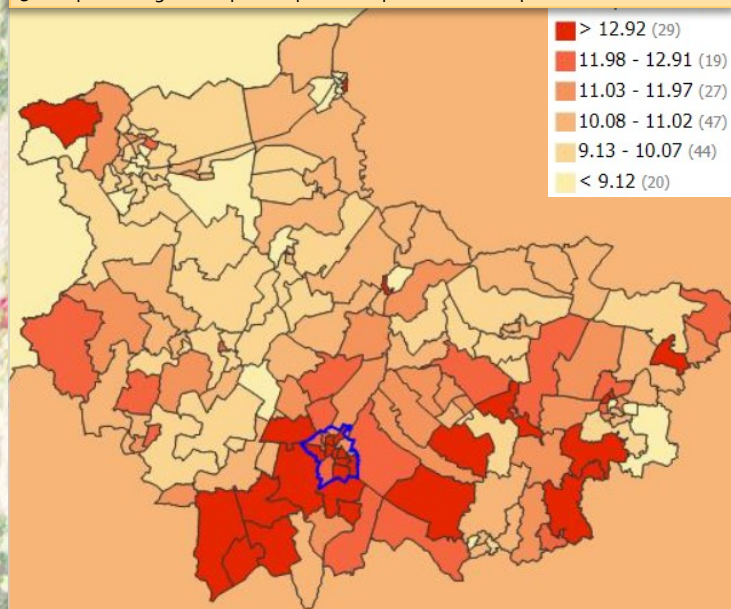 > 12.92 (29)
11.98 - 12.91 (19)
11.03 - 11.97 (27)
10.08 - 11.02 (47)
9.13 - 10.07 (44)
< 9.12 (20)